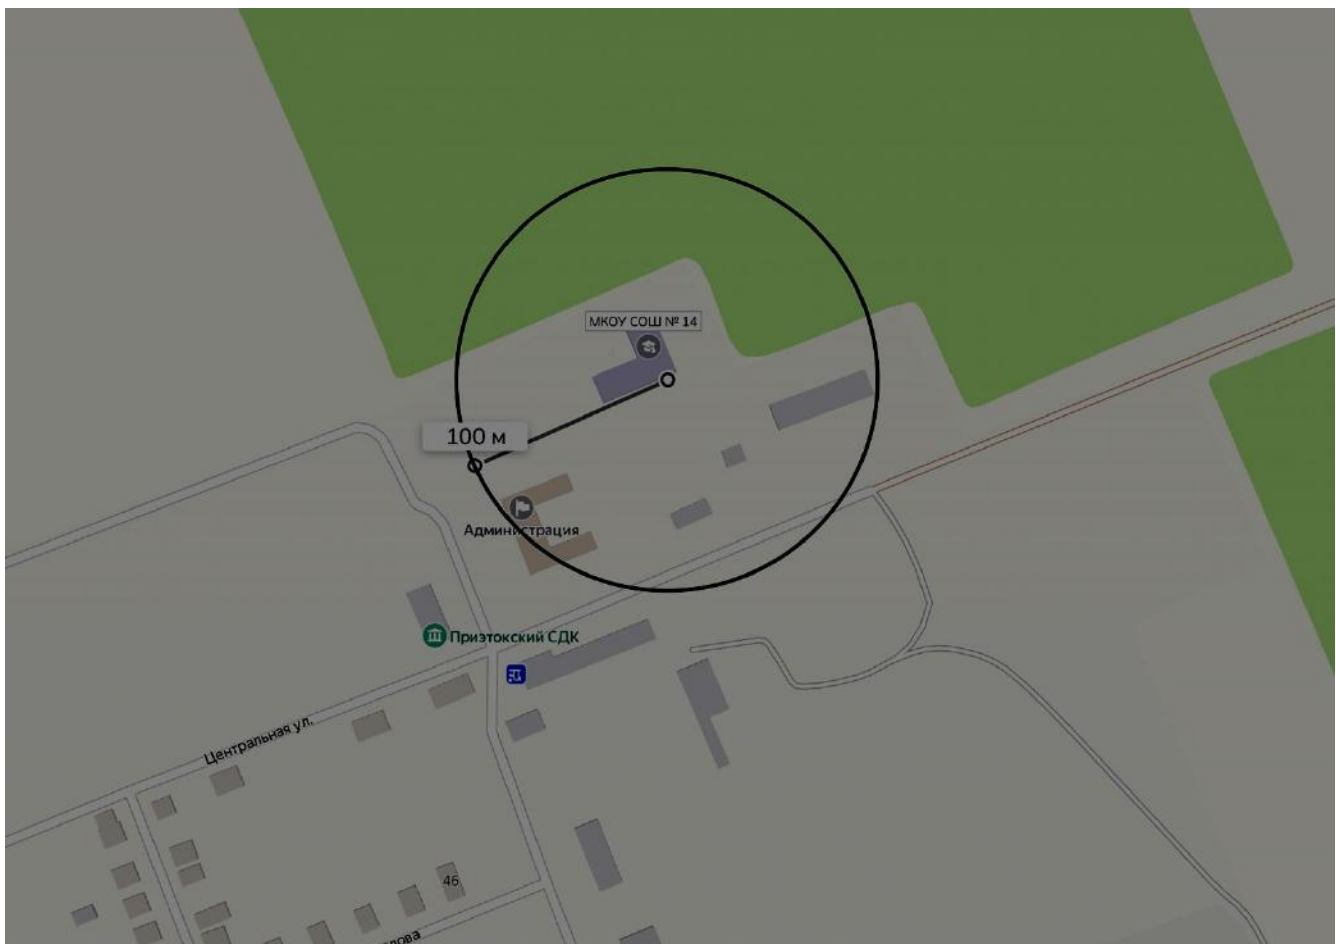 МКОУ СОШ № 14
100 м
Администрация
Приэтокский СДК
Центральная ул.
46